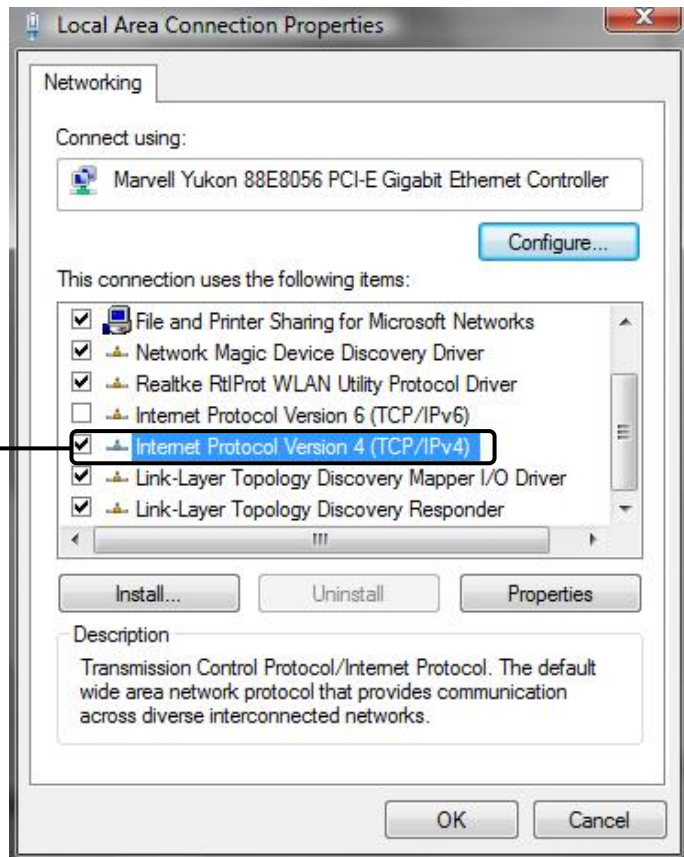 Local Area Connection Properties
Networking
Connect using:
Marvell Yukon 88E8056 PCI-E Gigabit Ethernet Controller
Configure...
This connection uses the following items:
File and Printer Sharing for Microsoft Networks
Network Magic Device Discovery Driver
Realtke RtlProt WLAN Utility Protocol Driver
Internet Protocol Version 6 (TCP/IPv6)
Internet Protocol Version 4 (TCP/IPv4)
Link-Layer Topology Discovery Mapper I/O Driver
Link-Layer Topology Discovery Responder
Install... Uninstall Properties
Description
Transmission Control Protocol/Internet Protocol. The default
wide area network protocol that provides communication
across diverse interconnected networks.
OK Cancel